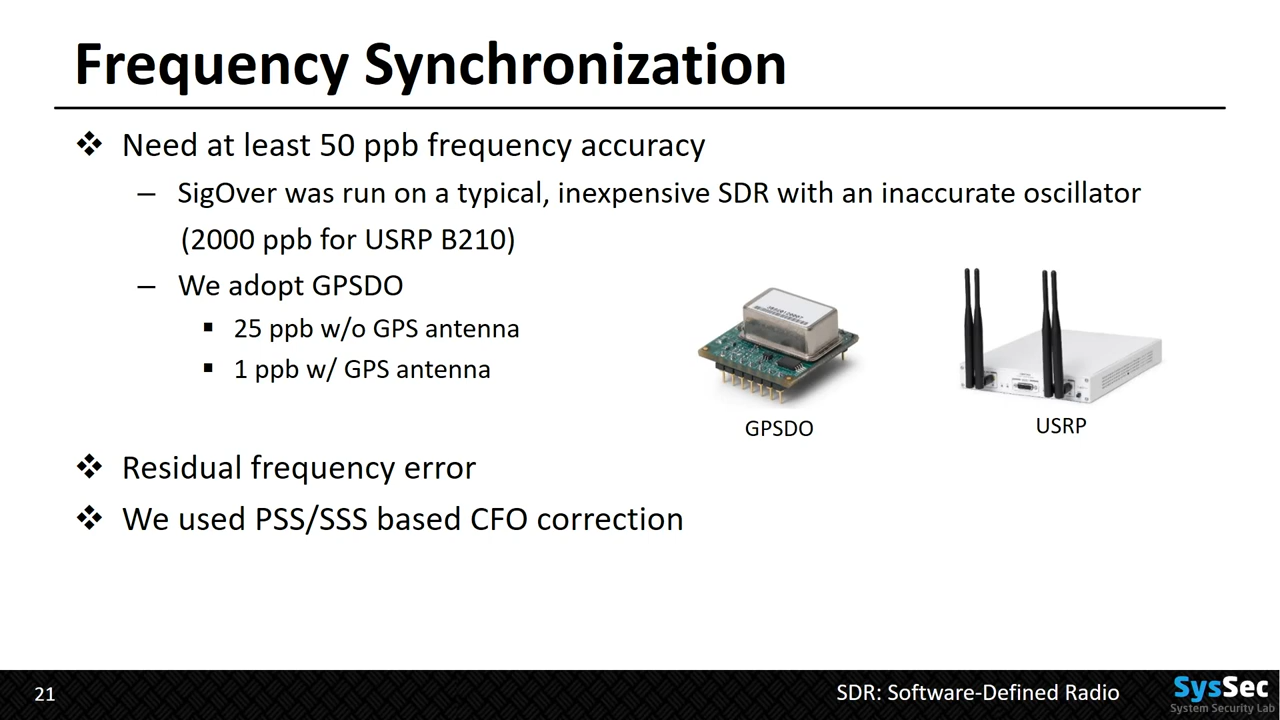 Frequency Synchronization
❖ Need at least 50 ppb frequency accuracy
– SigOver was run on a typical, inexpensive SDR with an inaccurate oscillator
(2000 ppb for USRP B210)
– We adopt GPSDO
▪ 25 ppb w/o GPS antenna
▪ 1 ppb w/ GPS antenna
GPSDO
USRP
❖ Residual frequency error
❖ We used PSS/SSS based CFO correction
21
SDR: Software-Defined Radio
SysSec
System Security Lab